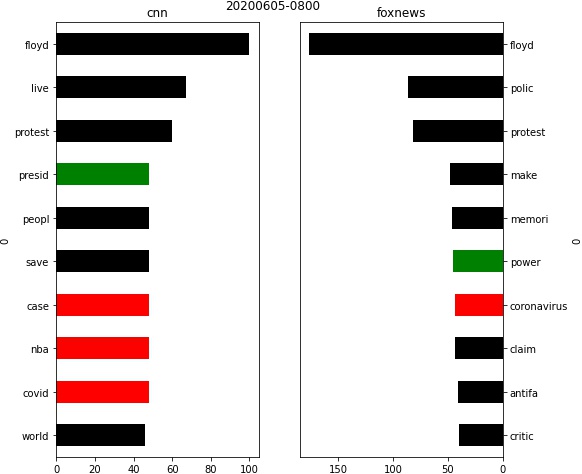 20200605-0800
cnn
foxnews
floyd
live
protest
presid
peopl
save
case
nba
covid
world
0
0 20 40 60 80 100
floyd
polic
protest
make
memori
power
coronavirus
claim
antifa
critic
0
150 100 50 0